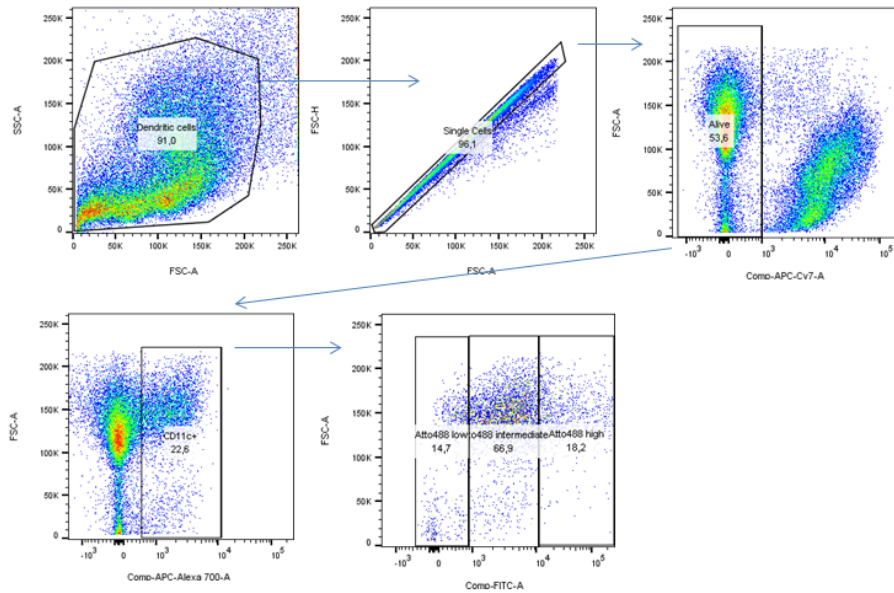 250K
200K
150K
100K
50K
0
SSC-A
Dendritic cells
91,0
0 50K 100K 150K 200K 250K
FSC-A
250K
200K
150K
100K
50K
0
FSC-H
Single Cells
96,1
0 50K 100K 150K 200K 250K
FSC-A
250K
200K
150K
100K
50K
0
FSC-A
Alive
53,6
-10³ 0 10³ 10⁴ 10⁵
Comp-APC-Cy7-A
250K
200K
150K
100K
50K
0
FSC-A
CD11c+
22,6
-10³ 0 10³ 10⁴ 10⁵
Comp-APC-Alexa 700-A
250K
200K
150K
100K
50K
0
FSC-A
Atto488 low
14,7
to488 intermediate
66,9
Atto488 high
18,2
-10³ 0 10³ 10⁴ 10⁵
Comp-FITC-A